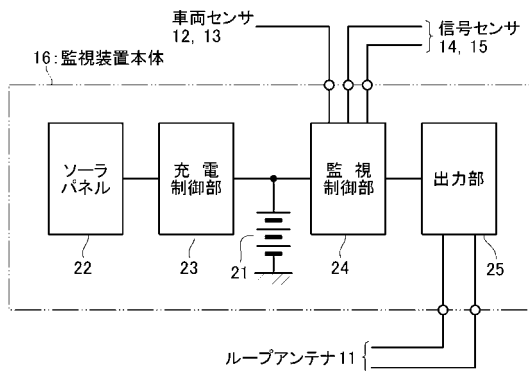 車両センサ
12, 13
信号センサ
14, 15
16:監視装置本体
ソーラ
パネル
充電
制御部
監視
制御部
出力部
22
23
21
24
25
ループアンテナ11